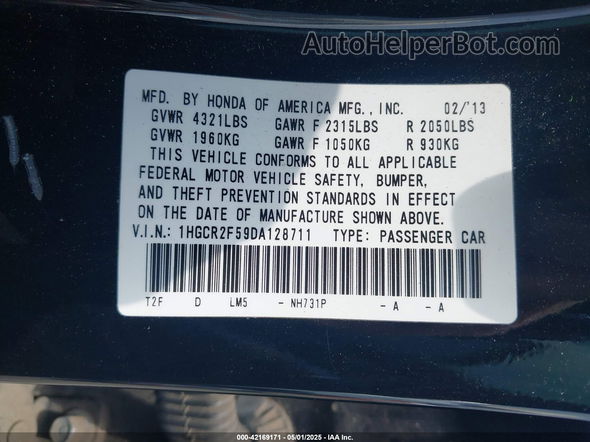 AutoHelperBot.com
MFD. BY HONDA OF AMERICA MFG., INC. 02/'13
GVWR 4321LBS GAWR F 2315LBS R 2050LBS
GVWR 1960KG GAWR F 1050KG R 930KG
THIS VEHICLE CONFORMS TO ALL APPLICABLE
FEDERAL MOTOR VEHICLE SAFETY, BUMPER,
AND THEFT PREVENTION STANDARDS IN EFFECT
ON THE DATE OF MANUFACTURE SHOWN ABOVE.
V.I.N.: 1HGCR2F59DA128711 TYPE: PASSENGER CAR
T2F D LM5 - NH731P - A - A
000-42169171 - 05/01/2025 - IAA Inc.